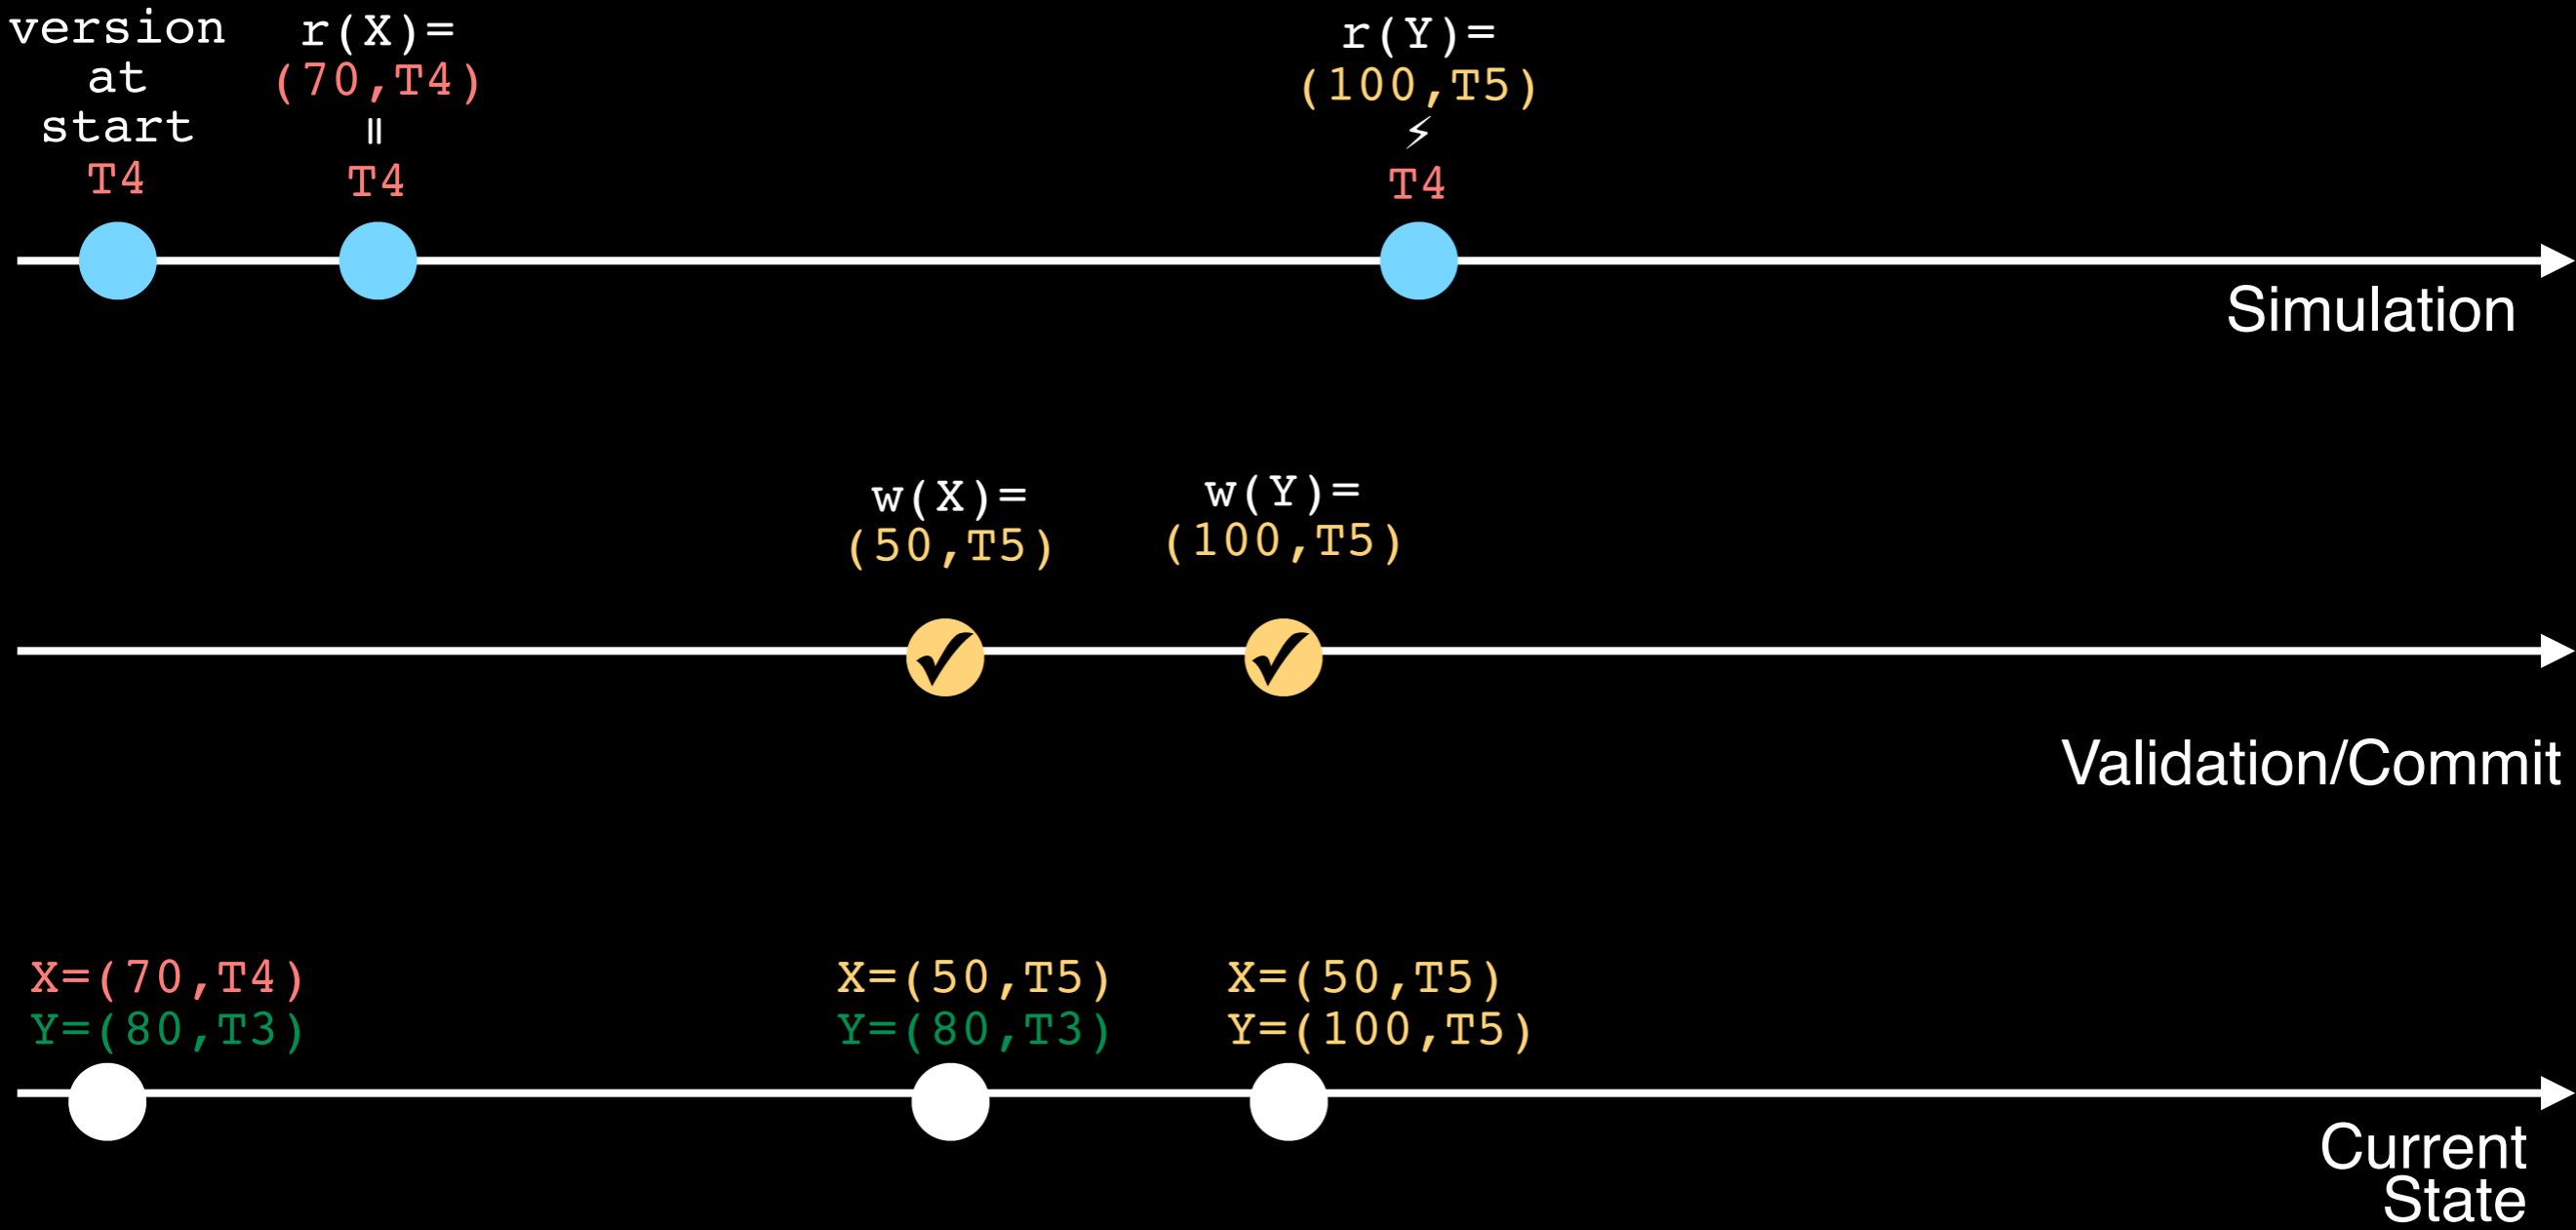 version
at
start
T4
r(X)=
(70,T4)
=
T4
r(Y)=
(100,T5)
⚡
T4
Simulation
w(X)=
(50,T5)
w(Y)=
(100,T5)
✓
✓
Validation/Commit
X=(70,T4)
Y=(80,T3)
X=(50,T5)
Y=(80,T3)
X=(50,T5)
Y=(100,T5)
Current
State